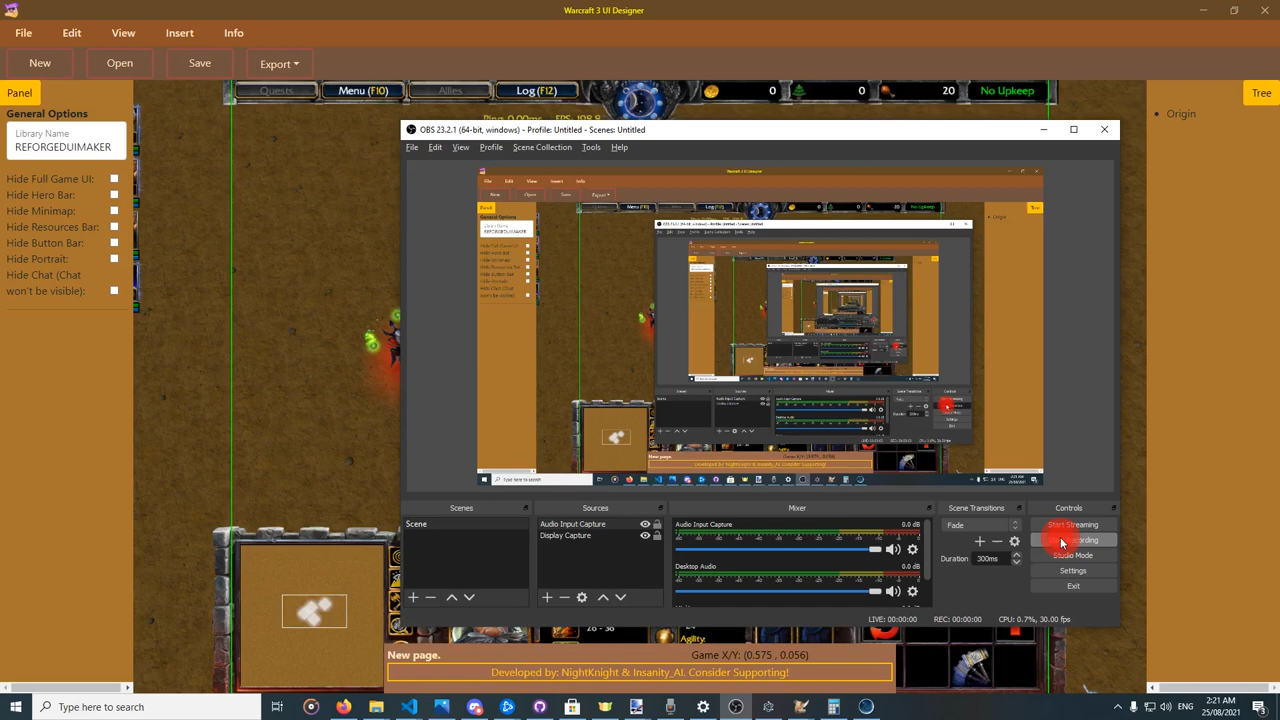 Warcraft 3 UI Designer
File Edit View Insert Info
New Open Save Export
Panel
General Options
Library Name
REFORGEDUIMAKER
Hide Full Game UI:
Hide Hero Bar:
Hide Minimap:
Hide Resources Bar:
Hide Button Bar:
Hide Portrait:
Hide Chat (Chat
won't be visible):
Quests Menu (F10) Allies Log (F12) 0 0 20 No Upkeep
Tree
Origin
OBS 23.2.1 (64-bit, windows) - Profile: Untitled - Scenes: Untitled
File Edit View Profile Scene Collection Tools Help
Scenes
Scene
Sources
Audio Input Capture
Display Capture
Mixer
Audio Input Capture 0.0 dB
Desktop Audio 0.0 dB
Scene Transitions
Fade
Duration 300ms
Controls
Start Streaming
Studio Mode
Settings
Exit
LIVE: 00:00:00 REC: 00:00:00 CPU: 0.7%, 30.00 fps
Agility:
New page. Game X/Y: (0.575 , 0.056)
Developed by: NightKnight & Insanity_AI. Consider Supporting!
Type here to search
ENG
2:21 AM
25/08/2021